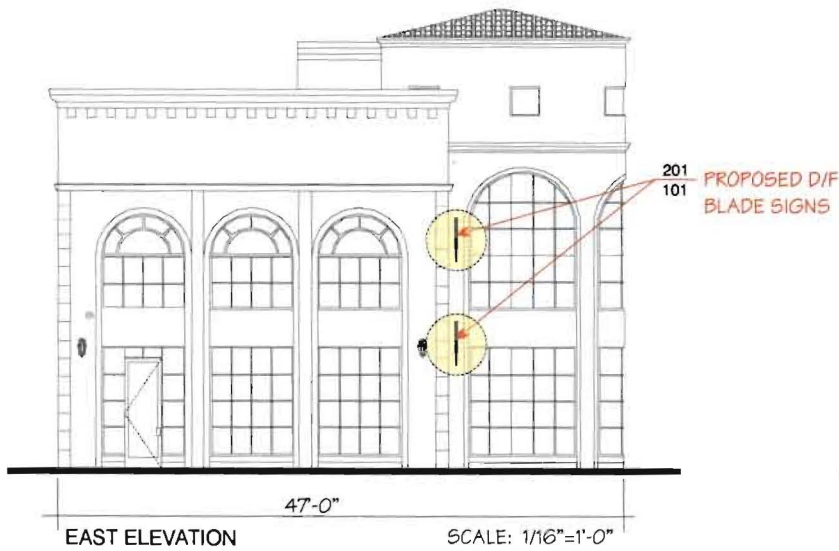 201
101
PROPOSED D/F
BLADE SIGNS
47'-0"
EAST ELEVATION
SCALE: 1/16"=1'-0"